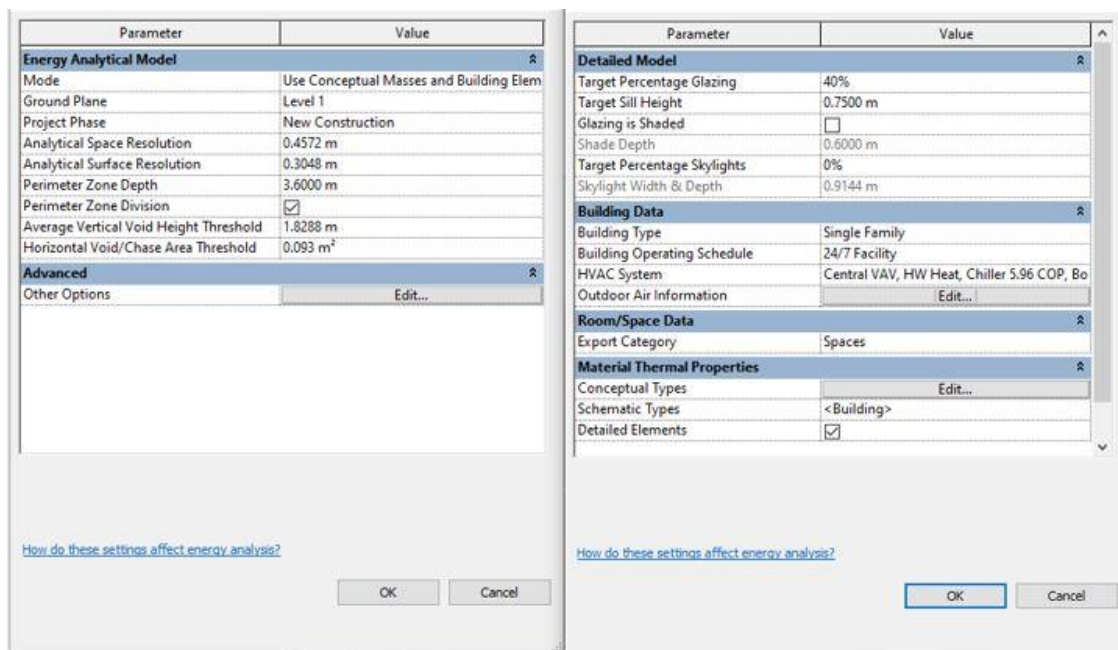 Parameter Value
Energy Analytical Model
Mode Use Conceptual Masses and Building Elem
Ground Plane Level 1
Project Phase New Construction
Analytical Space Resolution 0.4572 m
Analytical Surface Resolution 0.3048 m
Perimeter Zone Depth 3.6000 m
Perimeter Zone Division
Average Vertical Void Height Threshold 1.8288 m
Horizontal Void/Chase Area Threshold 0.093 m²
Advanced
Other Options Edit...
How do these settings affect energy analysis?
OK Cancel
Parameter Value
Detailed Model
Target Percentage Glazing 40%
Target Sill Height 0.7500 m
Glazing is Shaded
Shade Depth 0.6000 m
Target Percentage Skylights 0%
Skylight Width & Depth 0.9144 m
Building Data
Building Type Single Family
Building Operating Schedule 24/7 Facility
HVAC System Central VAV, HW Heat, Chiller 5.96 COP, Bo
Outdoor Air Information Edit...
Room/Space Data
Export Category Spaces
Material Thermal Properties
Conceptual Types Edit...
Schematic Types <Building>
Detailed Elements
How do these settings affect energy analysis?
OK Cancel